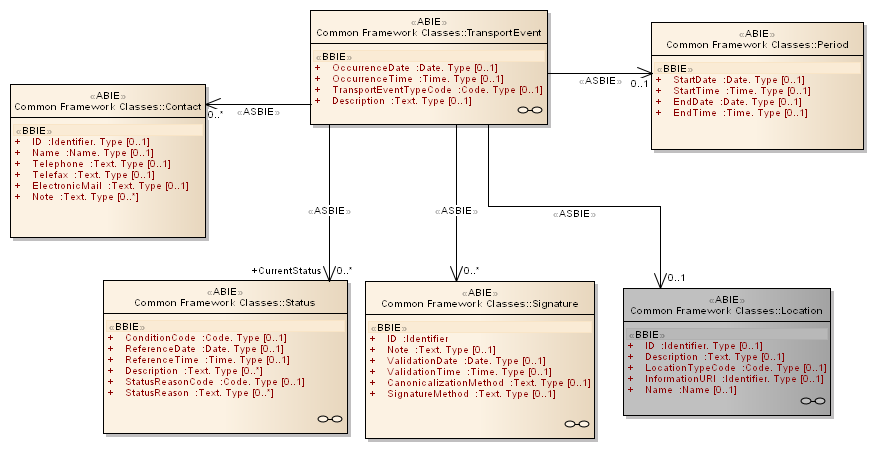 «ABIE»
Common Framework Classes::TransportEvent
«BBIE»
+ OccurrenceDate :Date. Type [0..1]
+ OccurrenceTime :Time. Type [0..1]
+ TransportEventTypeCode :Code. Type [0..1]
+ Description :Text. Type [0..1]
«ABIE»
Common Framework Classes::Period
«BBIE»
+ StartDate :Date. Type [0..1]
+ StartTime :Time. Type [0..1]
+ EndDate :Date. Type [0..1]
+ EndTime :Time. Type [0..1]
«ASBIE»
0..1
«ABIE»
Common Framework Classes::Contact
«BBIE»
+ ID :Identifier. Type [0..1]
+ Name :Name. Type [0..1]
+ Telephone :Text. Type [0..1]
+ Telefax :Text. Type [0..1]
+ ElectronicMail :Text. Type [0..1]
+ Note :Text. Type [0..*]
0..*
«ASBIE»
«ASBIE»
«ASBIE»
«ASBIE»
+CurrentStatus
0..*
0..*
0..1
«ABIE»
Common Framework Classes::Status
«BBIE»
+ ConditionCode :Code. Type [0..1]
+ ReferenceDate :Date. Type [0..1]
+ ReferenceTime :Time. Type [0..1]
+ Description :Text. Type [0..*]
+ StatusReasonCode :Code. Type [0..1]
+ StatusReason :Text. Type [0..*]
«ABIE»
Common Framework Classes::Signature
«BBIE»
+ ID :Identifier
+ Note :Text. Type [0..1]
+ ValidationDate :Date. Type [0..1]
+ ValidationTime :Time. Type [0..1]
+ CanonicalizationMethod :Text. Type [0..1]
+ SignatureMethod :Text. Type [0..1]
«ABIE»
Common Framework Classes::Location
«BBIE»
+ ID :Identifier. Type [0..1]
+ Description :Text. Type [0..1]
+ LocationTypeCode :Code. Type [0..1]
+ InformationURI :Identifier. Type [0..1]
+ Name :Name [0..1]